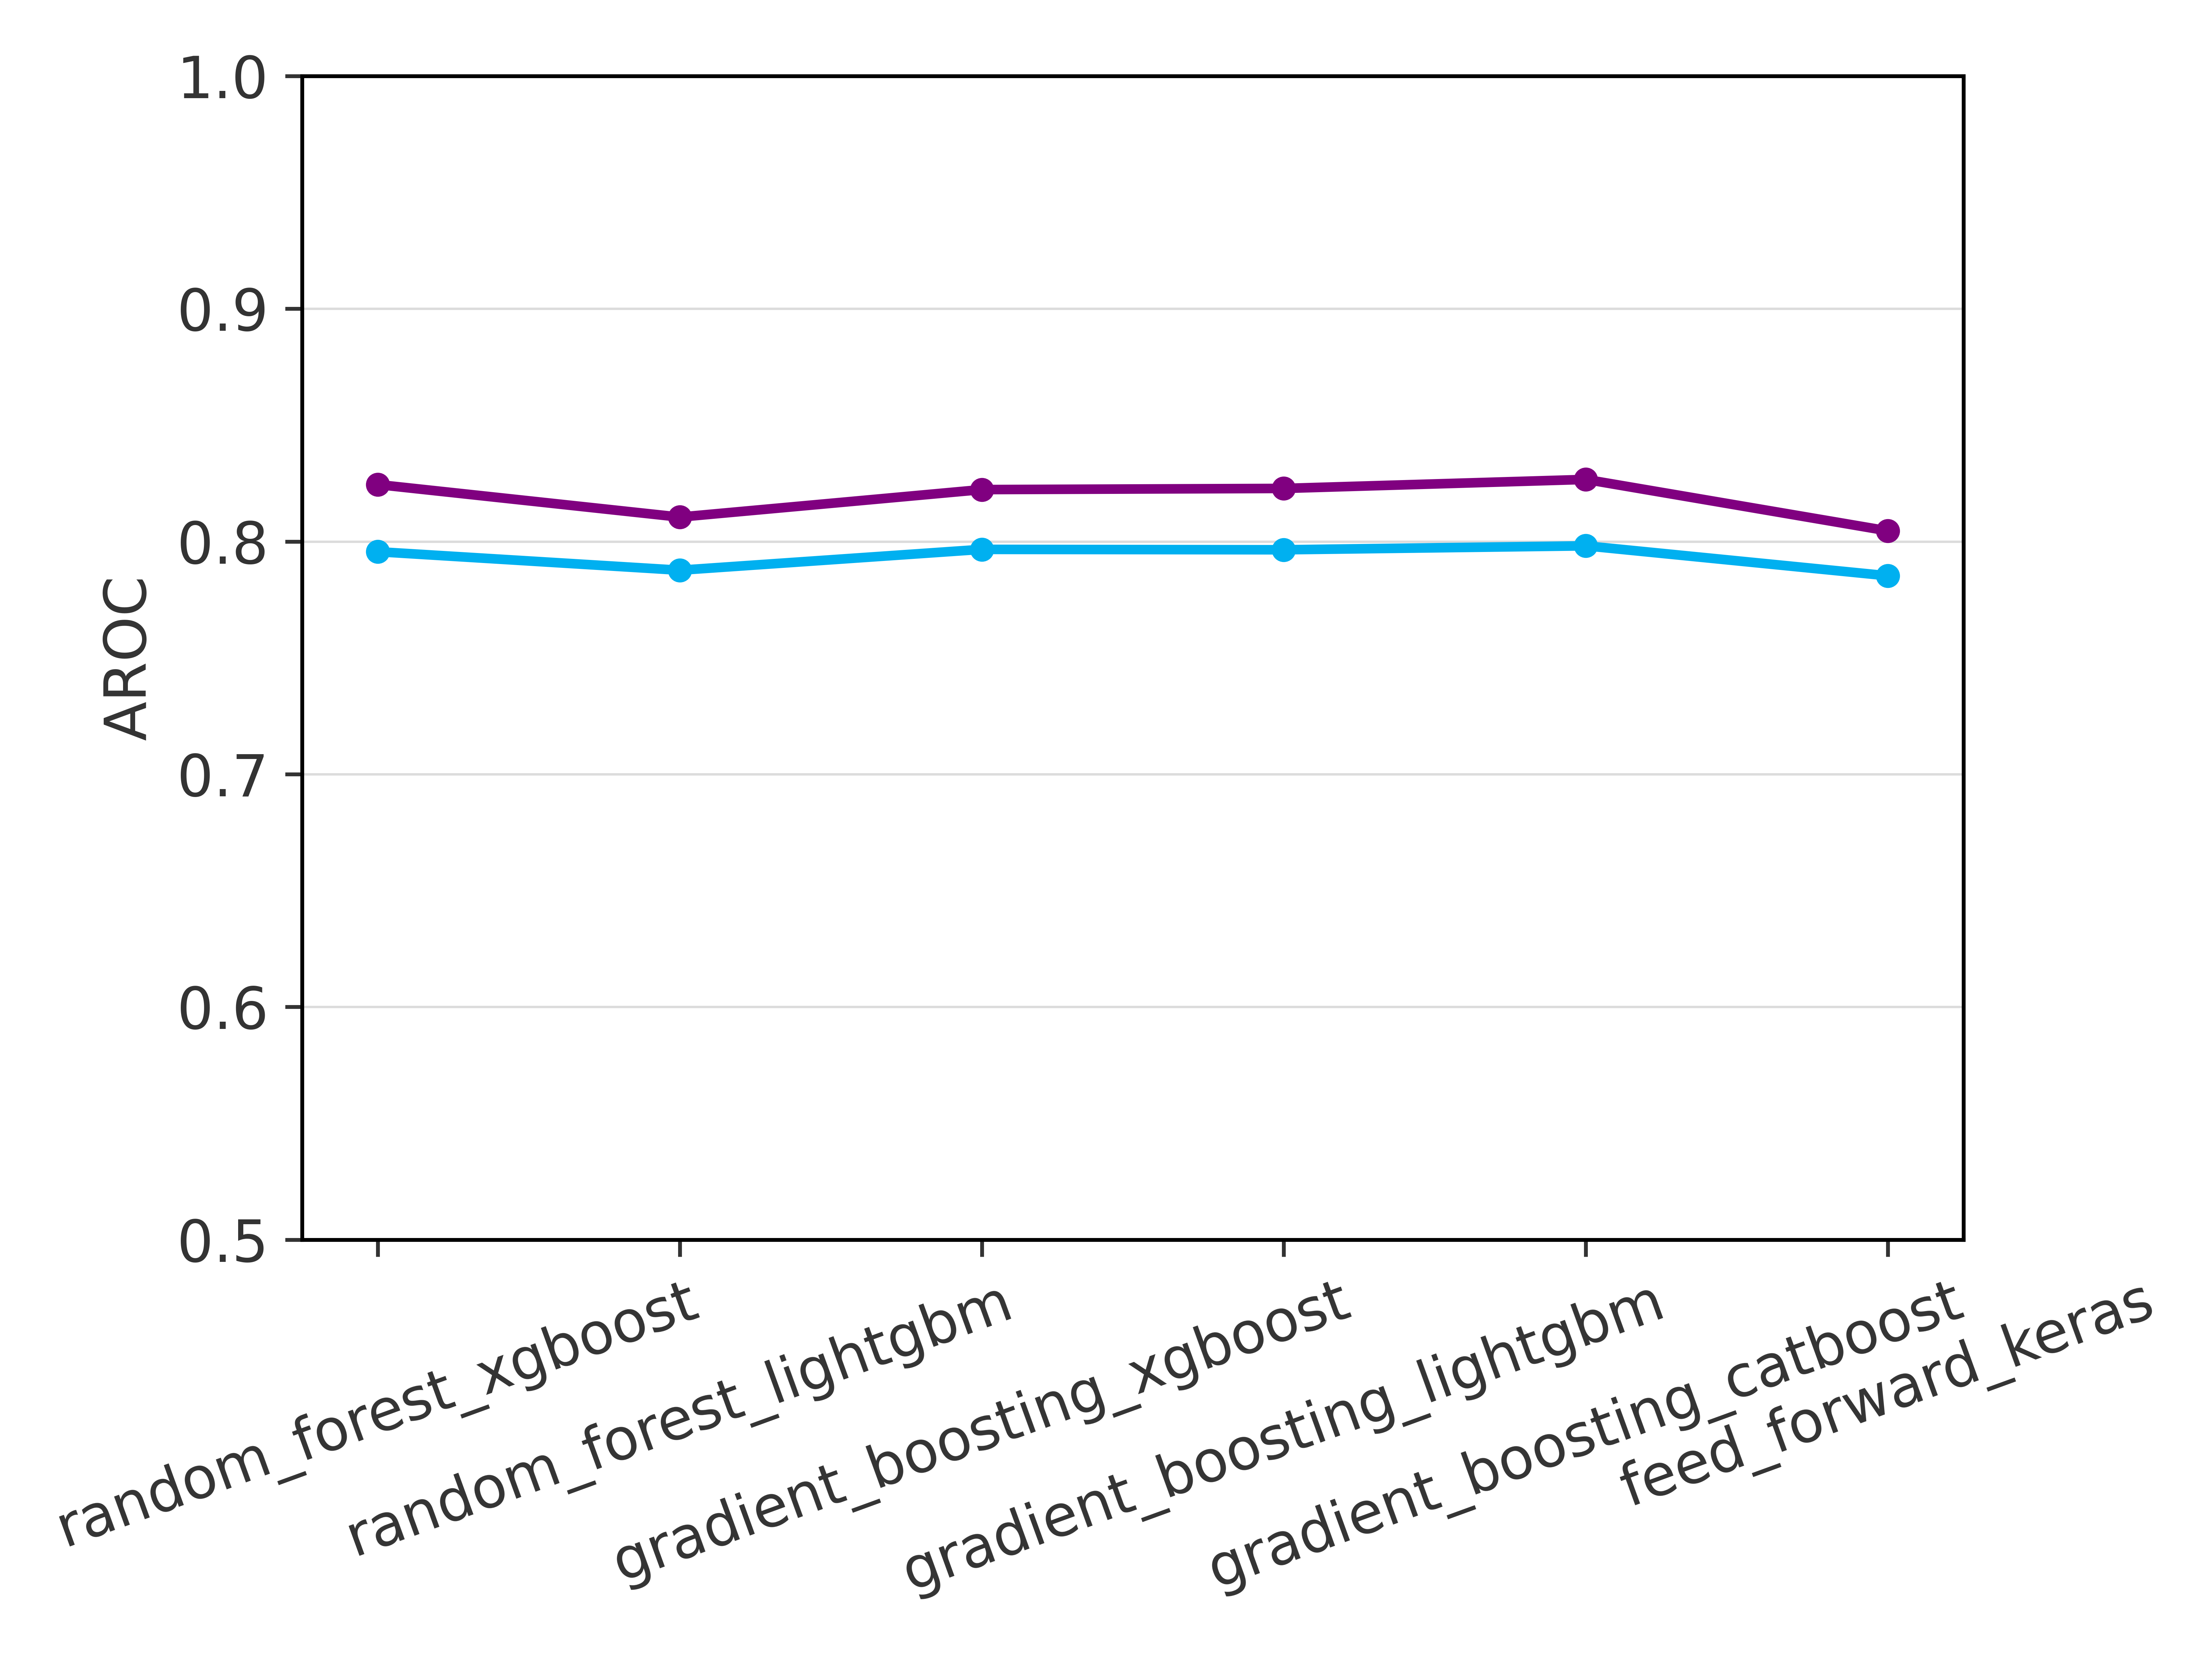 1.0
0.9
0.8
0.7
0.6
0.5
AROC
random_forest_xgboost
random_forest_lightgbm
gradient_boosting_xgboost
gradient_boosting_lightgbm
gradient_boosting_catboost
feed_forward_keras